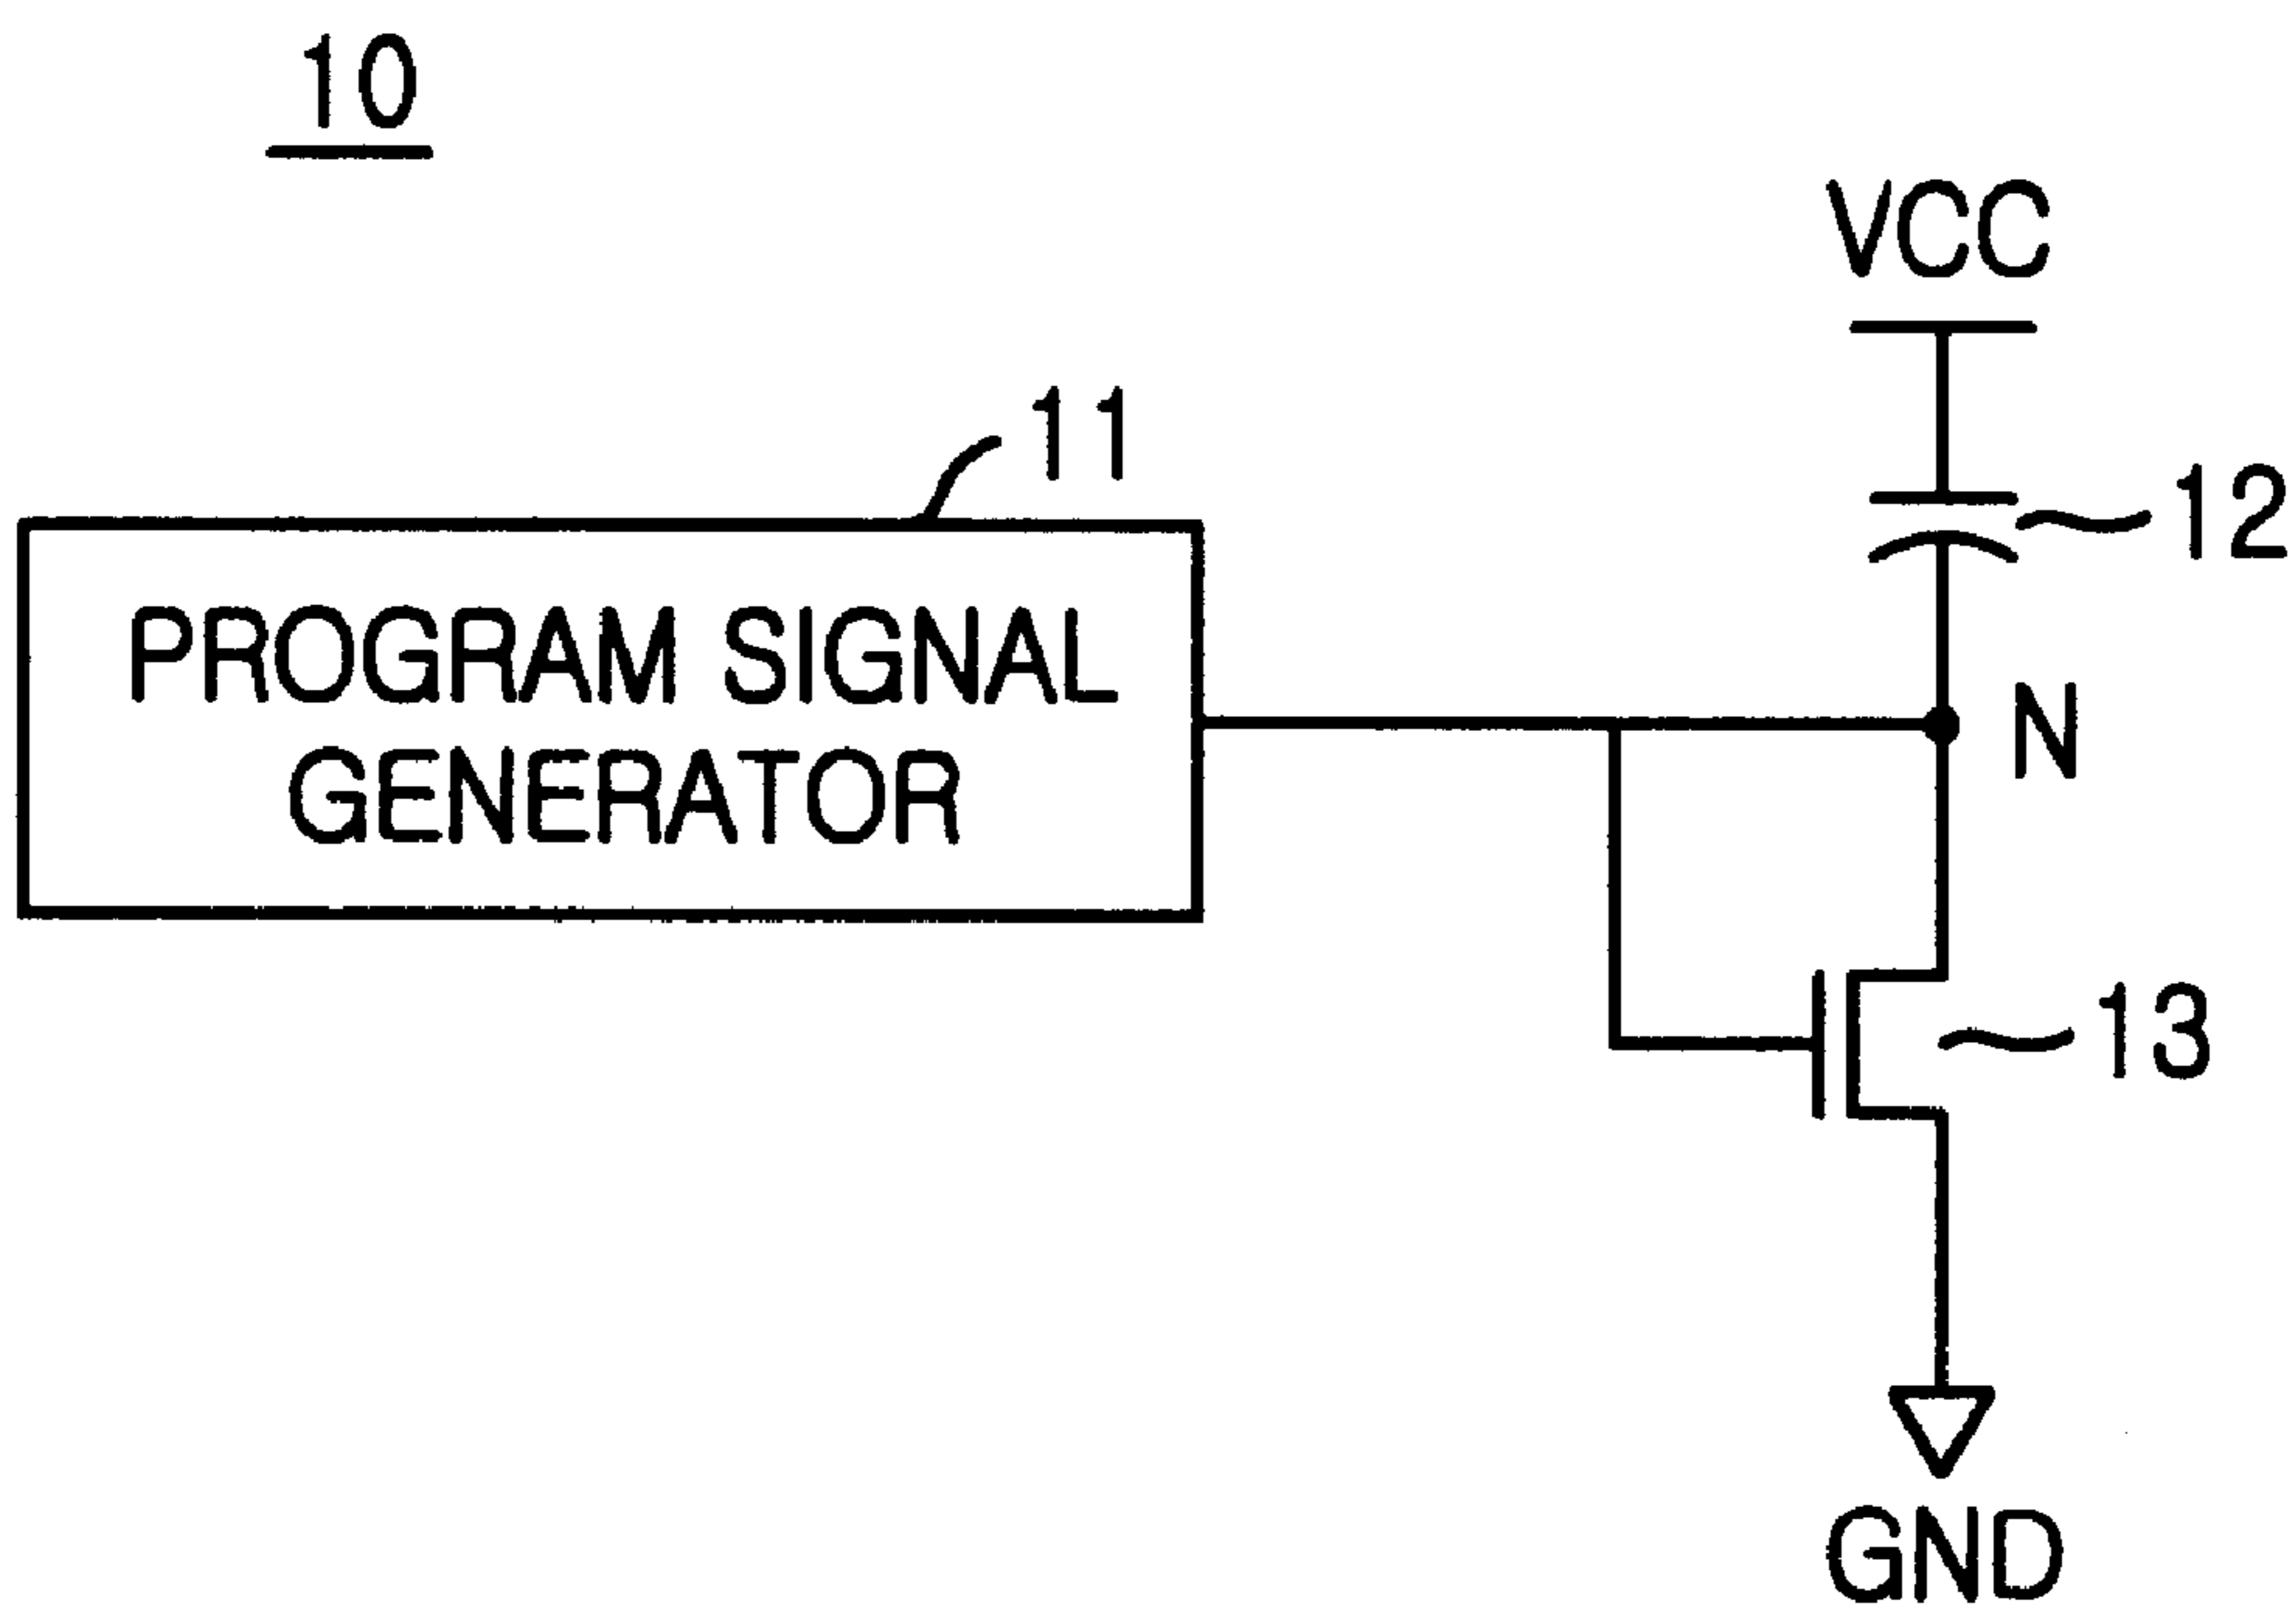 10
VCC
11
12
PROGRAM SIGNAL
GENERATOR
N
13
GND